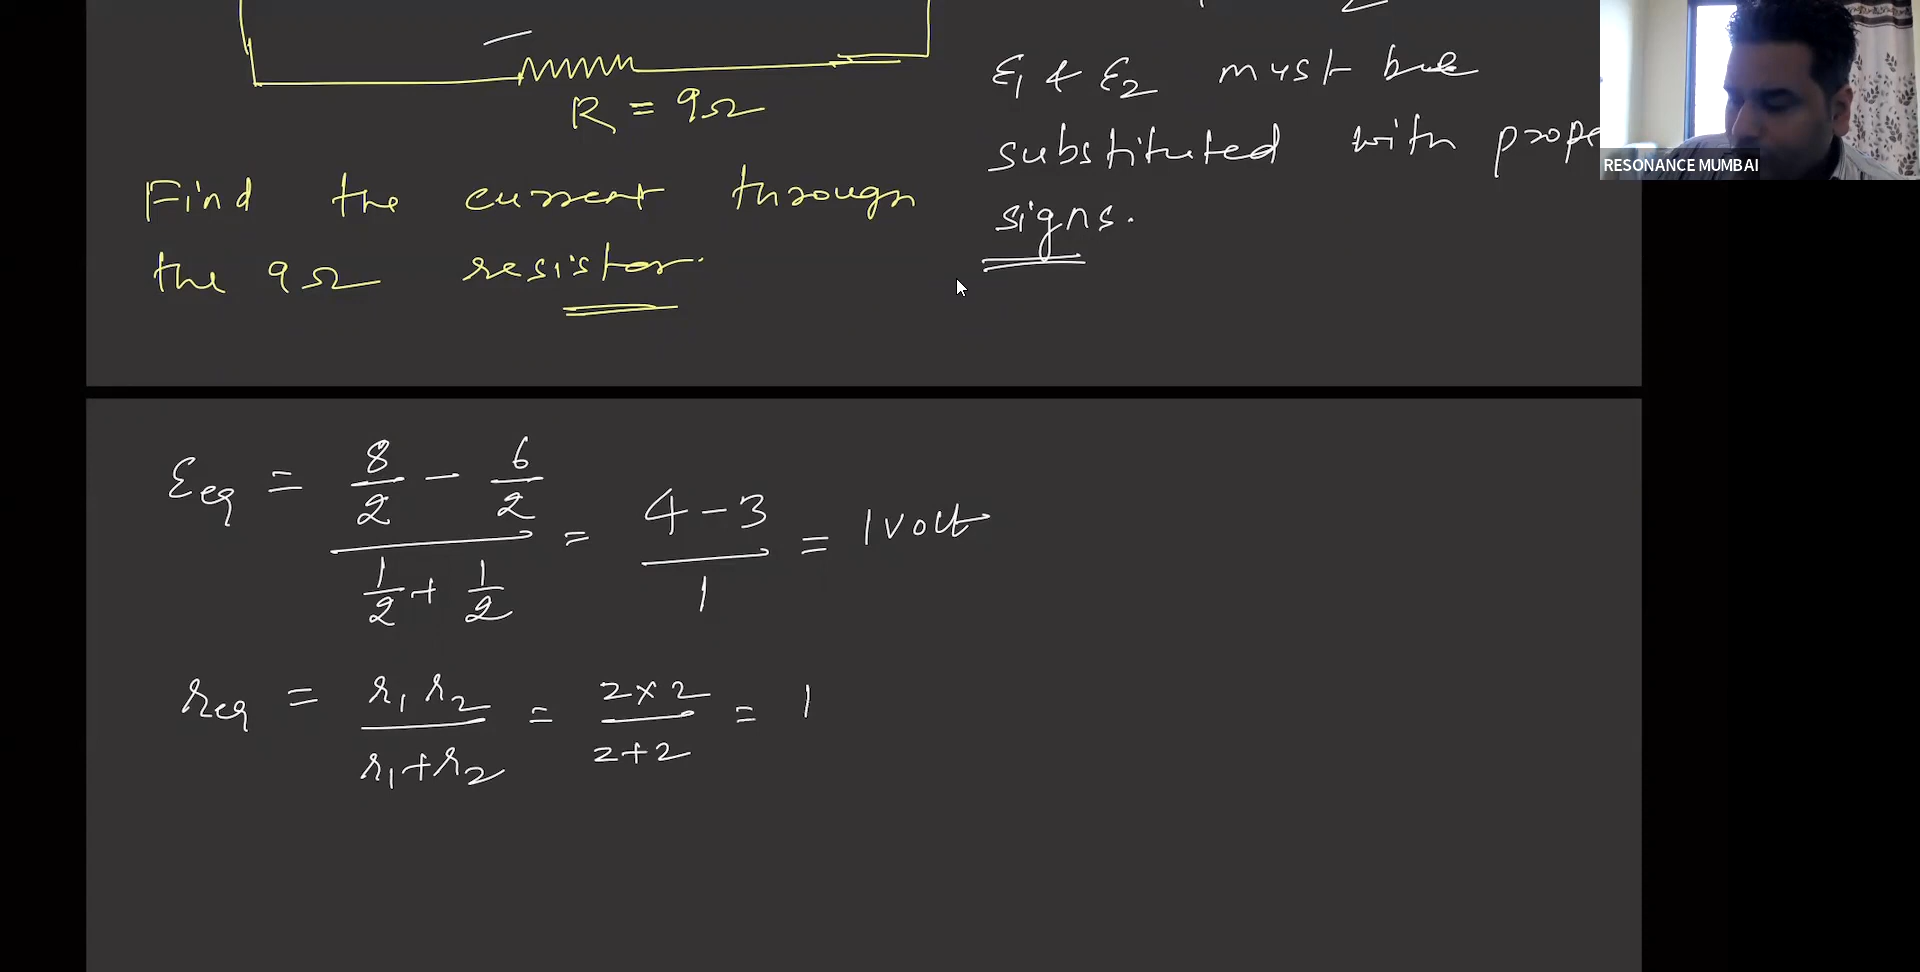 R = 9Ω
Find the current through
the 9Ω resistor.
ε₁ & ε₂ must be
substituted with prope
signs.
RESONANCE MUMBAI
εeq = (8/2 - 6/2) / (1/2 + 1/2) = (4 - 3) / 1 = 1 volt
req = r₁ r₂ / (r₁ + r₂) = (2 × 2) / (2 + 2) = 1